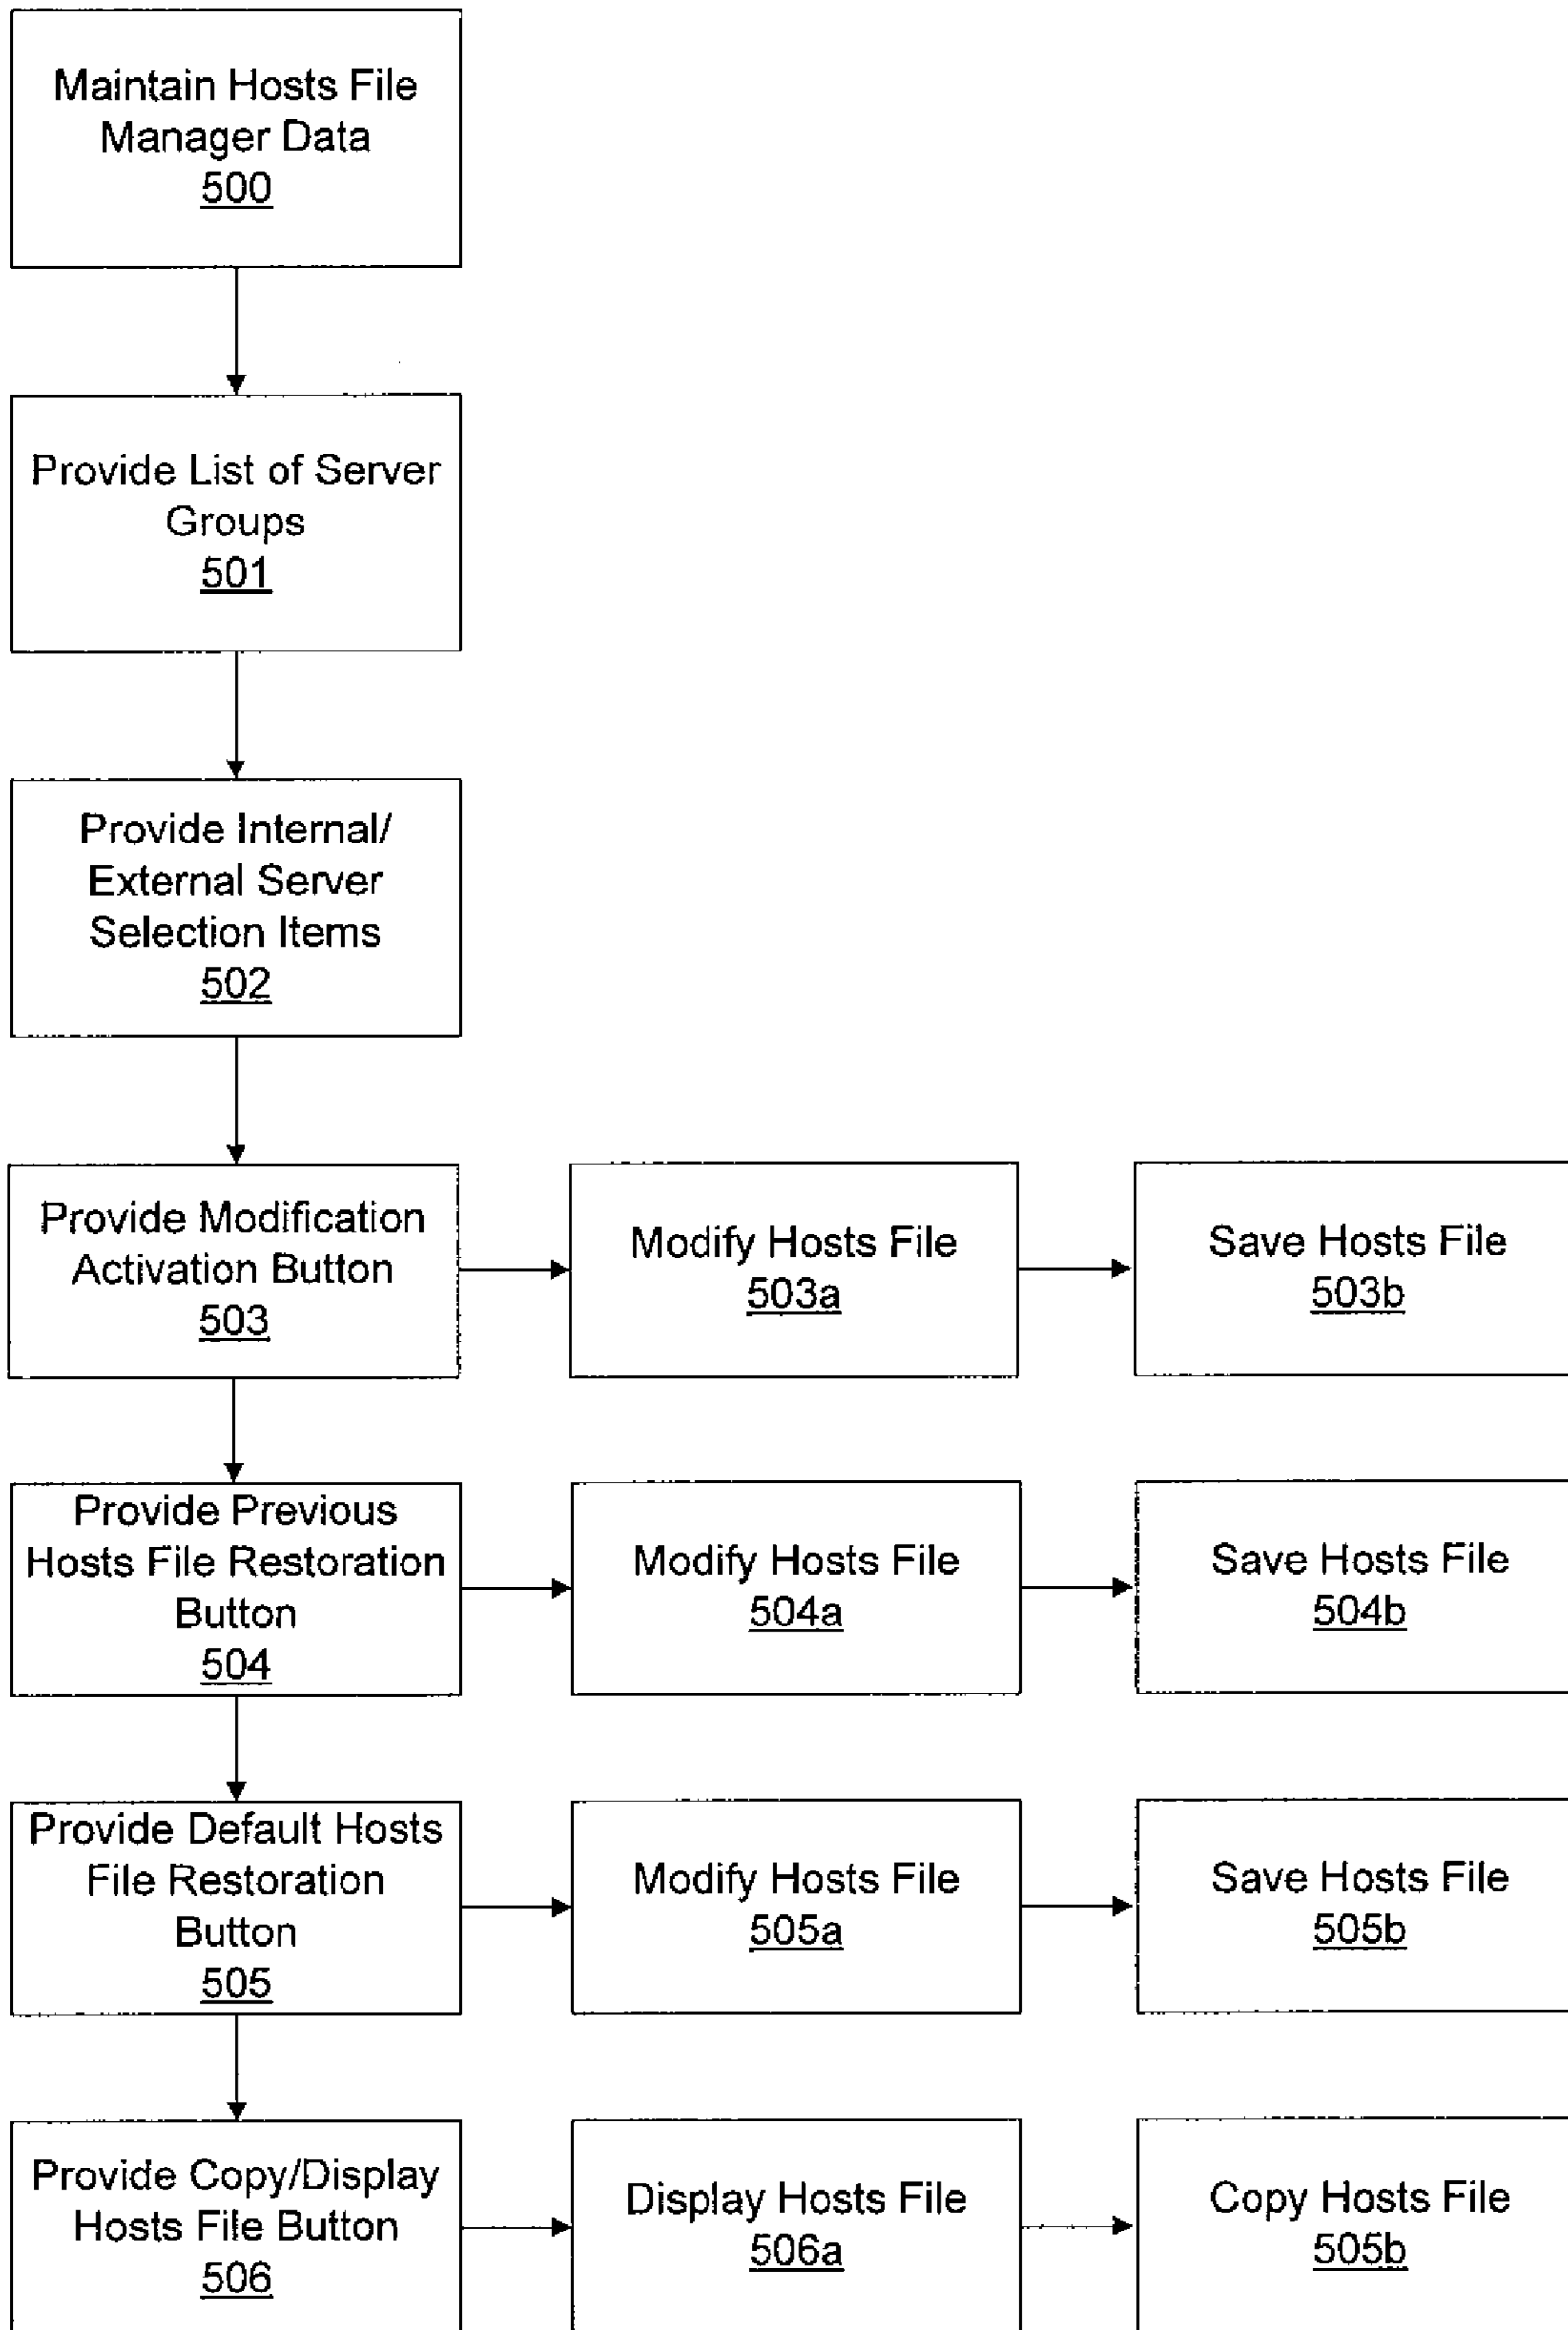 Maintain Hosts File
Manager Data
500
Provide List of Server
Groups
501
Provide Internal/
External Server
Selection Items
502
Provide Modification
Activation Button
503
Modify Hosts File
503a
Save Hosts File
503b
Provide Previous
Hosts File Restoration
Button
504
Modify Hosts File
504a
Save Hosts File
504b
Provide Default Hosts
File Restoration
Button
505
Modify Hosts File
505a
Save Hosts File
505b
Provide Copy/Display
Hosts File Button
506
Display Hosts File
506a
Copy Hosts File
505b